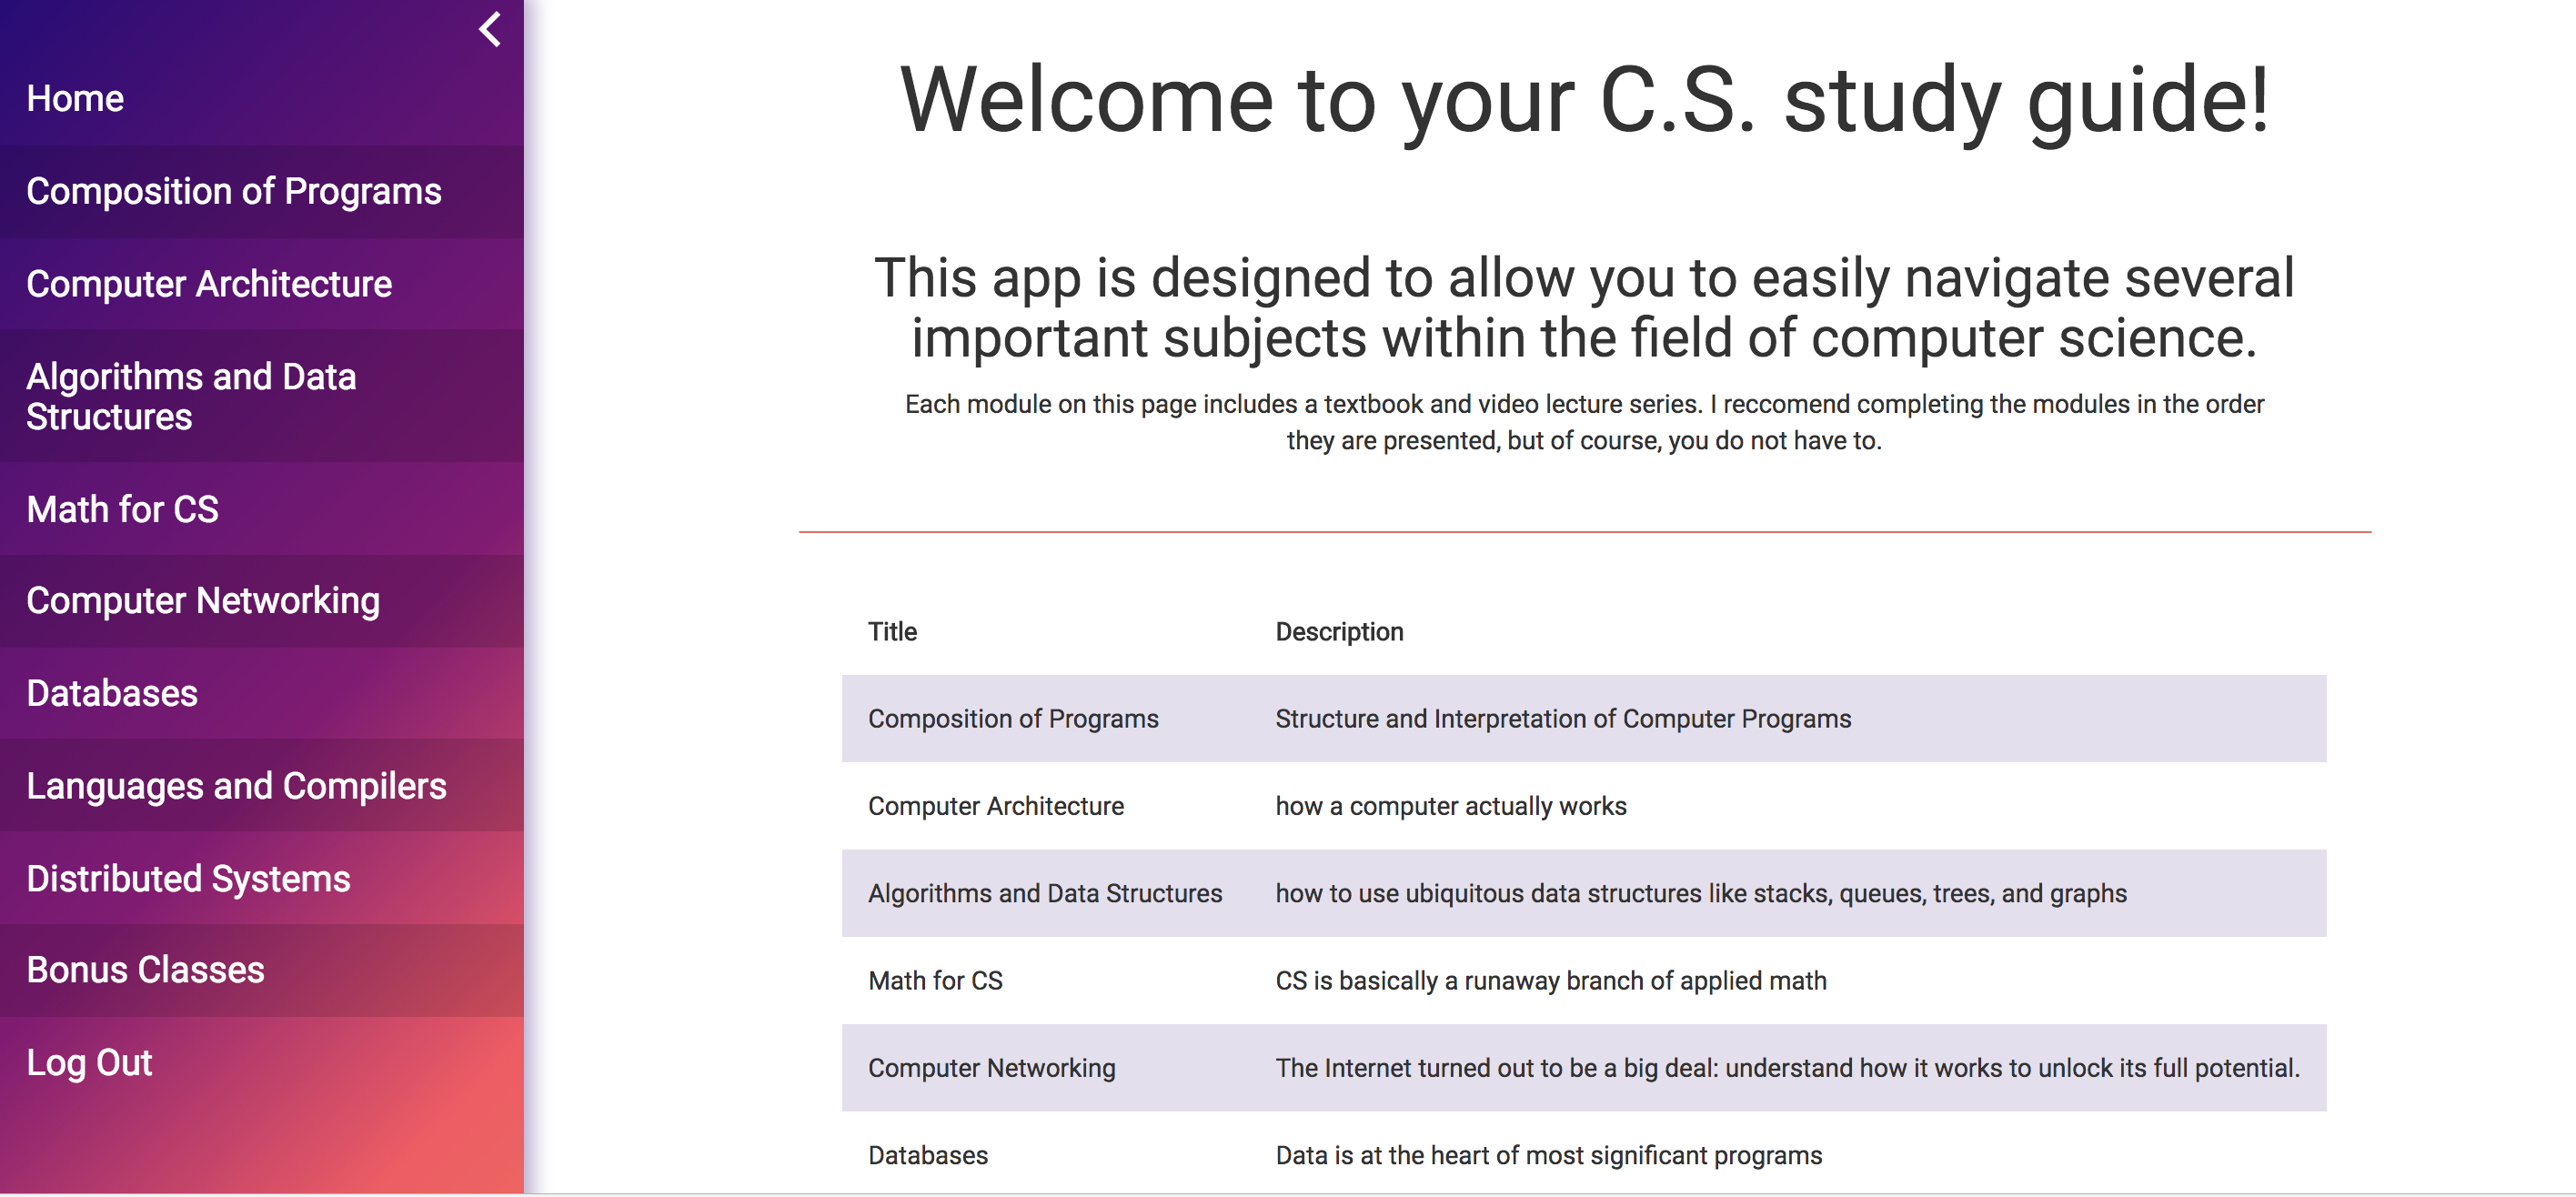 Home
Composition of Programs
Computer Architecture
Algorithms and Data
Structures
Math for CS
Computer Networking
Databases
Languages and Compilers
Distributed Systems
Bonus Classes
Log Out
Welcome to your C.S. study guide!
This app is designed to allow you to easily navigate several
important subjects within the field of computer science.
Each module on this page includes a textbook and video lecture series. I reccomend completing the modules in the order
they are presented, but of course, you do not have to.
Title Description
Composition of Programs Structure and Interpretation of Computer Programs
Computer Architecture how a computer actually works
Algorithms and Data Structures how to use ubiquitous data structures like stacks, queues, trees, and graphs
Math for CS CS is basically a runaway branch of applied math
Computer Networking The Internet turned out to be a big deal: understand how it works to unlock its full potential.
Databases Data is at the heart of most significant programs